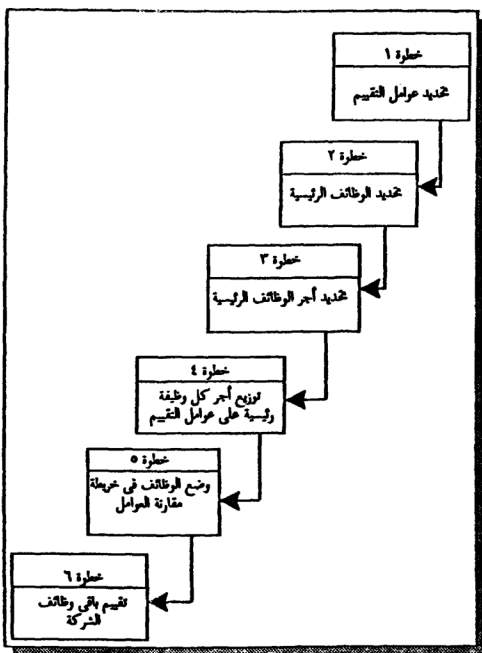 خطوة ١
تحديد عوامل التقييم
خطوة ٢
تحديد الوظائف الرئيسية
خطوة ٣
تحديد أجر الوظائف الرئيسية
خطوة ٤
توزيع أجر كل وظيفة
رئيسية على عوامل التقييم
خطوة ٥
وضع الوظائف فى خريطة
مقارنة العوامل
خطوة ٦
تقييم باقى وظائف
الشركة